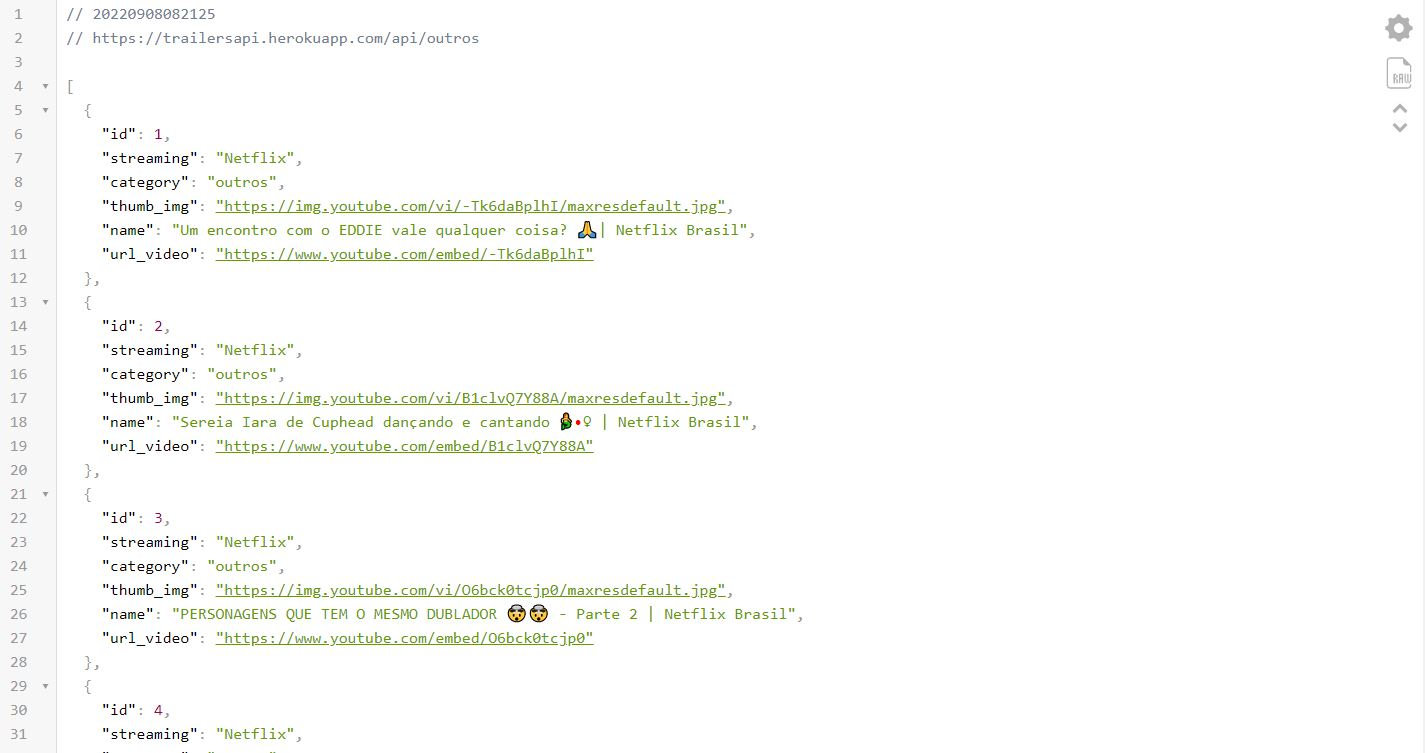 1 // 20220908082125
2 // https://trailersapi.herokuapp.com/api/outros
3
4 [
5 {
6 "id": 1,
7 "streaming": "Netflix",
8 "category": "outros",
9 "thumb_img": "https://img.youtube.com/vi/-Tk6daBplhI/maxresdefault.jpg",
10 "name": "Um encontro com o EDDIE vale qualquer coisa? 🙏| Netflix Brasil",
11 "url_video": "https://www.youtube.com/embed/-Tk6daBplhI"
12 },
13 {
14 "id": 2,
15 "streaming": "Netflix",
16 "category": "outros",
17 "thumb_img": "https://img.youtube.com/vi/B1clvQ7Y88A/maxresdefault.jpg",
18 "name": "Sereia Iara de Cuphead dançando e cantando 🧜•♀ | Netflix Brasil",
19 "url_video": "https://www.youtube.com/embed/B1clvQ7Y88A"
20 },
21 {
22 "id": 3,
23 "streaming": "Netflix",
24 "category": "outros",
25 "thumb_img": "https://img.youtube.com/vi/O6bck0tcjp0/maxresdefault.jpg",
26 "name": "PERSONAGENS QUE TEM O MESMO DUBLADOR 🤯🤯 - Parte 2 | Netflix Brasil",
27 "url_video": "https://www.youtube.com/embed/O6bck0tcjp0"
28 },
29 {
30 "id": 4,
31 "streaming": "Netflix",
RAW